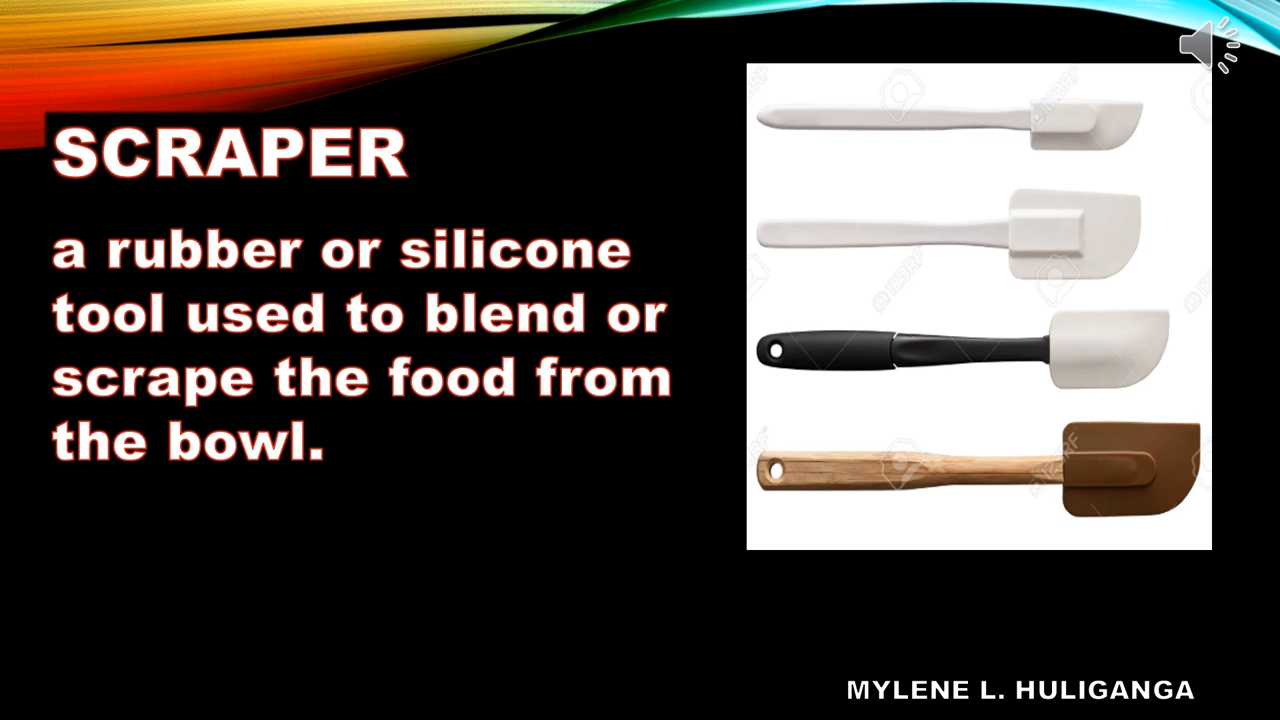 SCRAPER
a rubber or silicone
tool used to blend or
scrape the food from
the bowl.
MYLENE L. HULIGANGA